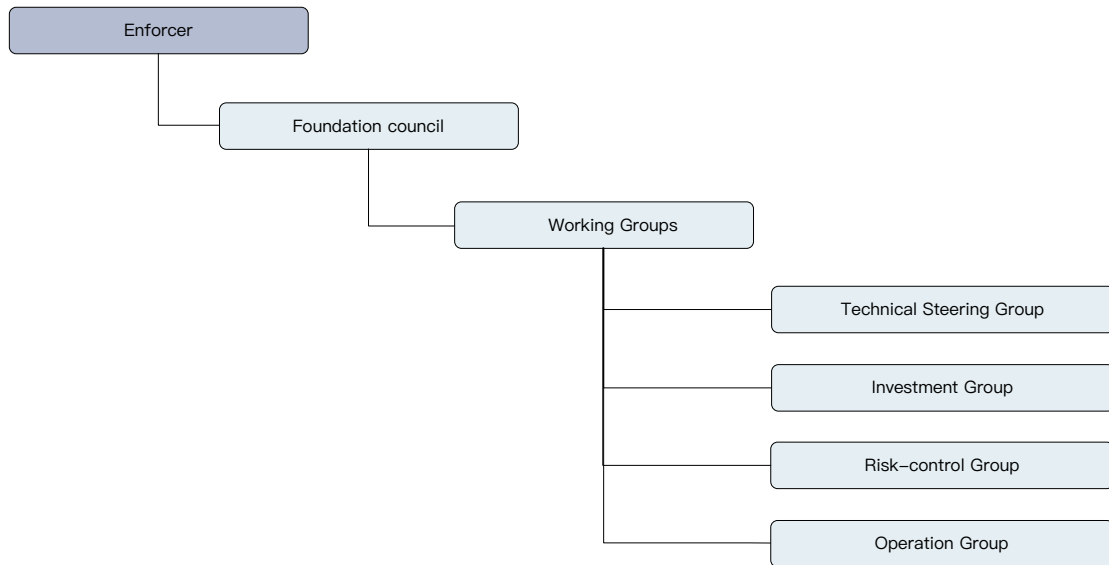 Enforcer
Foundation council
Working Groups
Technical Steering Group
Investment Group
Risk–control Group
Operation Group